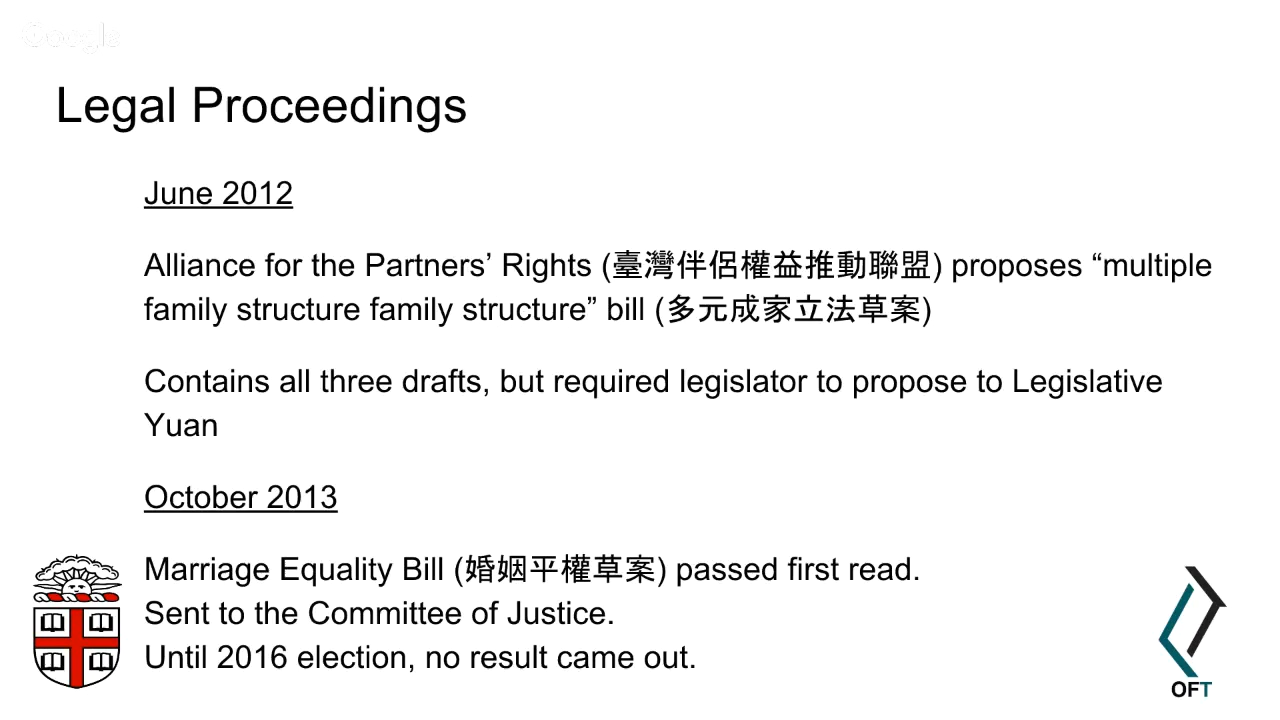 Google
Legal Proceedings
June 2012
Alliance for the Partners’ Rights (臺灣伴侶權益推動聯盟) proposes “multiple
family structure family structure” bill (多元成家立法草案)
Contains all three drafts, but required legislator to propose to Legislative
Yuan
October 2013
Marriage Equality Bill (婚姻平權草案) passed first read.
Sent to the Committee of Justice.
Until 2016 election, no result came out.
OFT